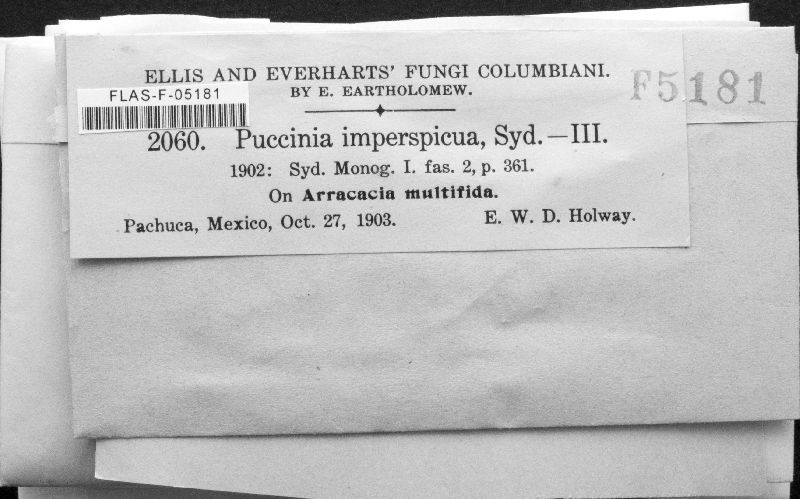 ELLIS AND EVERHARTS' FUNGI COLUMBIANI.
BY E. EARTHOLOMEW.
FLAS-F-05181
F5181
2060. Puccinia imperspicua, Syd.—III.
1902: Syd. Monog. I. fas. 2, p. 361.
On Arracacia multifida.
Pachuca, Mexico, Oct. 27, 1903. E. W. D. Holway.